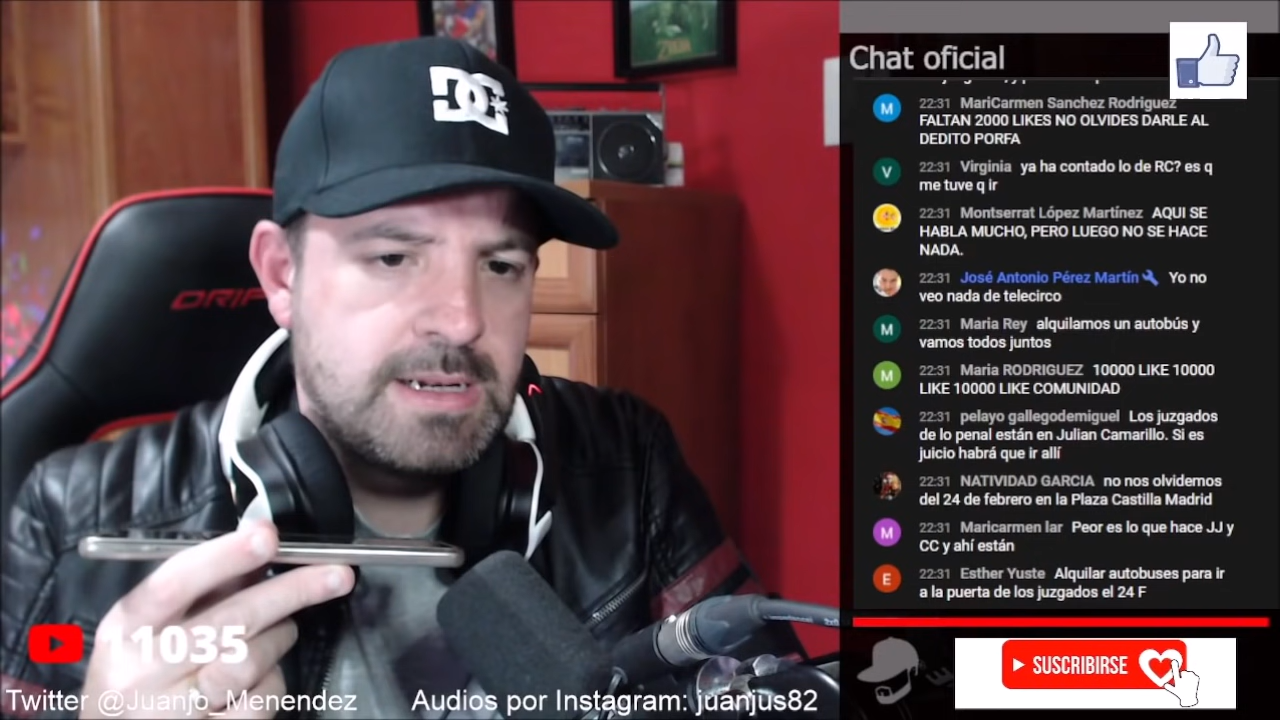 DC
ZELDA
DRIF
Chat oficial
22:31 MariCarmen Sanchez Rodriguez
FALTAN 2000 LIKES NO OLVIDES DARLE AL
DEDITO PORFA
22:31 Virginia ya ha contado lo de RC? es q
me tuve q ir
22:31 Montserrat López Martínez AQUI SE
HABLA MUCHO, PERO LUEGO NO SE HACE
NADA.
22:31 José Antonio Pérez Martín Yo no
veo nada de telecirco
22:31 Maria Rey alquilamos un autobús y
vamos todos juntos
22:31 Maria RODRIGUEZ 10000 LIKE 10000
LIKE 10000 LIKE COMUNIDAD
22:31 pelayo gallegodemiguel Los juzgados
de lo penal están en Julian Camarillo. Si es
juicio habrá que ir allí
22:31 NATIVIDAD GARCIA no nos olvidemos
del 24 de febrero en la Plaza Castilla Madrid
22:31 Maricarmen lar Peor es lo que hace JJ y
CC y ahí están
22:31 Esther Yuste Alquilar autobuses para ir
a la puerta de los juzgados el 24 F
M
V
M
M
M
E
11035
Twitter @Juanjo_Menendez
Audios por Instagram: juanjus82
SUSCRIBIRSE